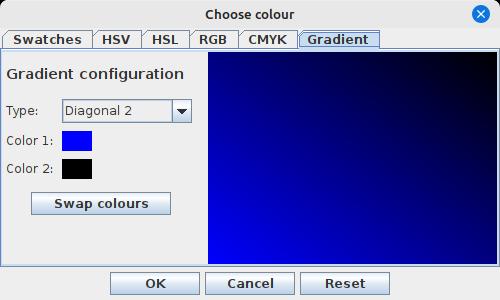 Choose colour
Swatches HSV HSL RGB CMYK Gradient
Gradient configuration
Type: Diagonal 2
Color 1:
Color 2:
Swap colours
OK Cancel Reset